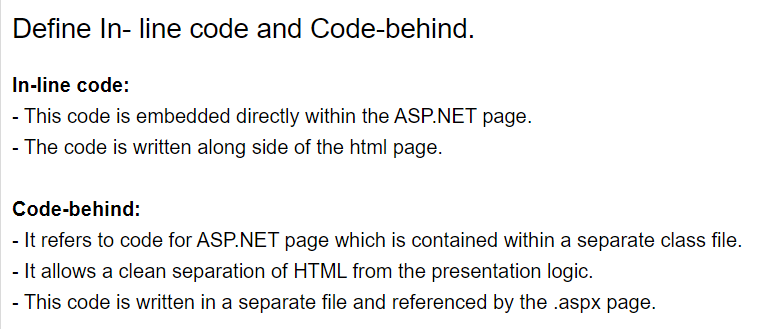 Define In- line code and Code-behind.
In-line code:
- This code is embedded directly within the ASP.NET page.
- The code is written along side of the html page.
Code-behind:
- It refers to code for ASP.NET page which is contained within a separate class file.
- It allows a clean separation of HTML from the presentation logic.
- This code is written in a separate file and referenced by the .aspx page.